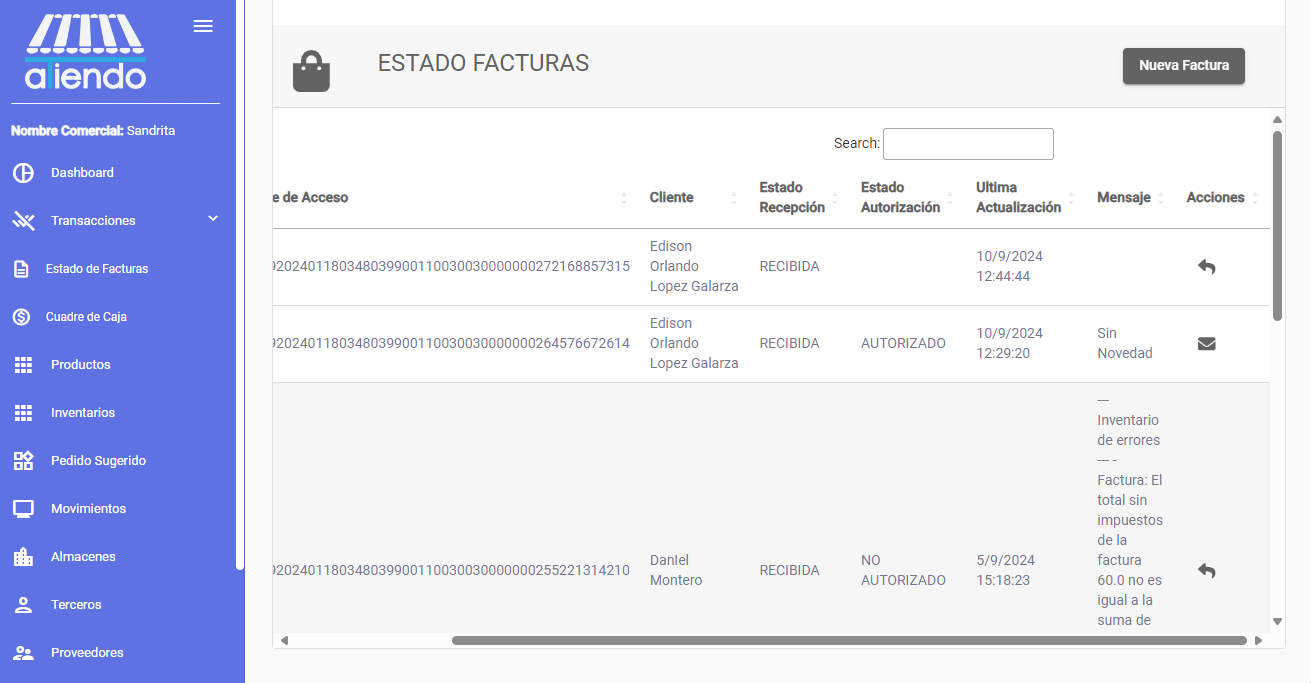 aTiendo
Nombre Comercial: Sandrita
Dashboard
Transacciones
Estado de Facturas
Cuadre de Caja
Productos
Inventarios
Pedido Sugerido
Movimientos
Almacenes
Terceros
Proveedores
ESTADO FACTURAS
Nueva Factura
Search:
e de Acceso
Cliente
Estado
Recepción
Estado
Autorización
Ultima
Actualización
Mensaje
Acciones
9202401180348039900110030030000000272168857315
Edison
Orlando
Lopez Galarza
RECIBIDA
10/9/2024
12:44:44
9202401180348039900110030030000000264576672614
Edison
Orlando
Lopez Galarza
RECIBIDA
AUTORIZADO
10/9/2024
12:29:20
Sin
Novedad
9202401180348039900110030030000000255221314210
DanIel
Montero
RECIBIDA
NO
AUTORIZADO
5/9/2024
15:18:23
---
Inventario
de errores
--- -
Factura: El
total sin
impuestos
de la
factura
60.0 no es
igual a la
suma de